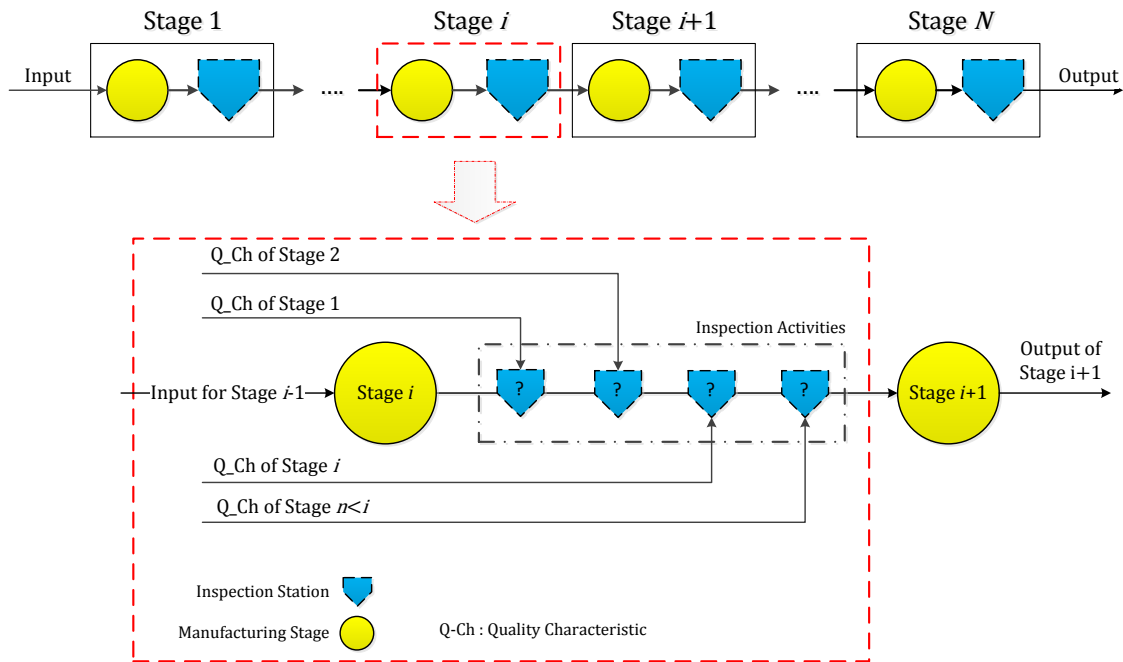 Stage 1
Stage i
Stage i+1
Stage N
Input
....
....
Output
Q_Ch of Stage 2
Q_Ch of Stage 1
Inspection Activities
Input for Stage i-1
Stage i
?
?
?
?
Stage i+1
Output of
Stage i+1
Q_Ch of Stage i
Q_Ch of Stage n<i
Inspection Station
Manufacturing Stage
Q-Ch : Quality Characteristic